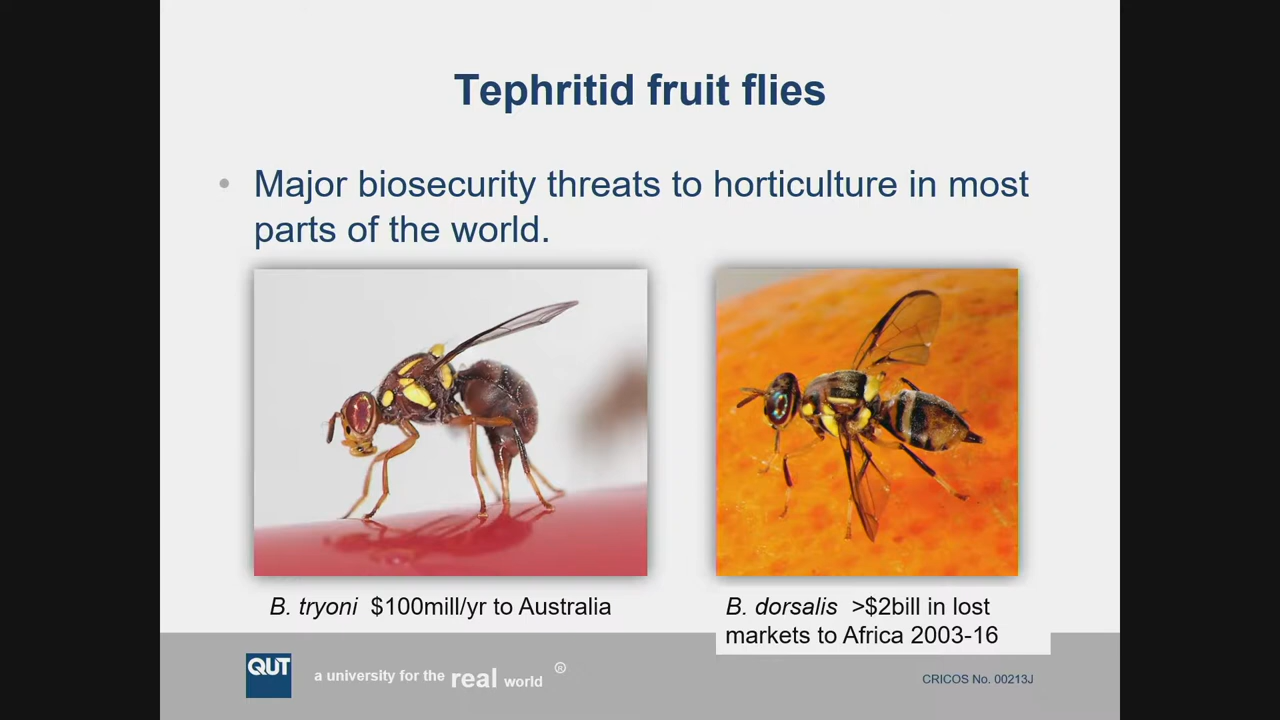 Tephritid fruit flies
• Major biosecurity threats to horticulture in most
parts of the world.
B. tryoni $100mill/yr to Australia
B. dorsalis >$2bill in lost
markets to Africa 2003-16
QUT
a university for the real world ®
CRICOS No. 00213J